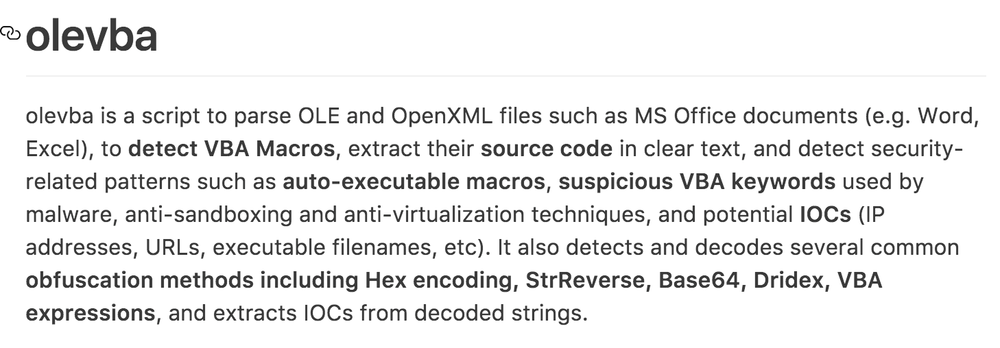 olevba
olevba is a script to parse OLE and OpenXML files such as MS Office documents (e.g. Word,
Excel), to detect VBA Macros, extract their source code in clear text, and detect security-
related patterns such as auto-executable macros, suspicious VBA keywords used by
malware, anti-sandboxing and anti-virtualization techniques, and potential IOCs (IP
addresses, URLs, executable filenames, etc). It also detects and decodes several common
obfuscation methods including Hex encoding, StrReverse, Base64, Dridex, VBA
expressions, and extracts IOCs from decoded strings.